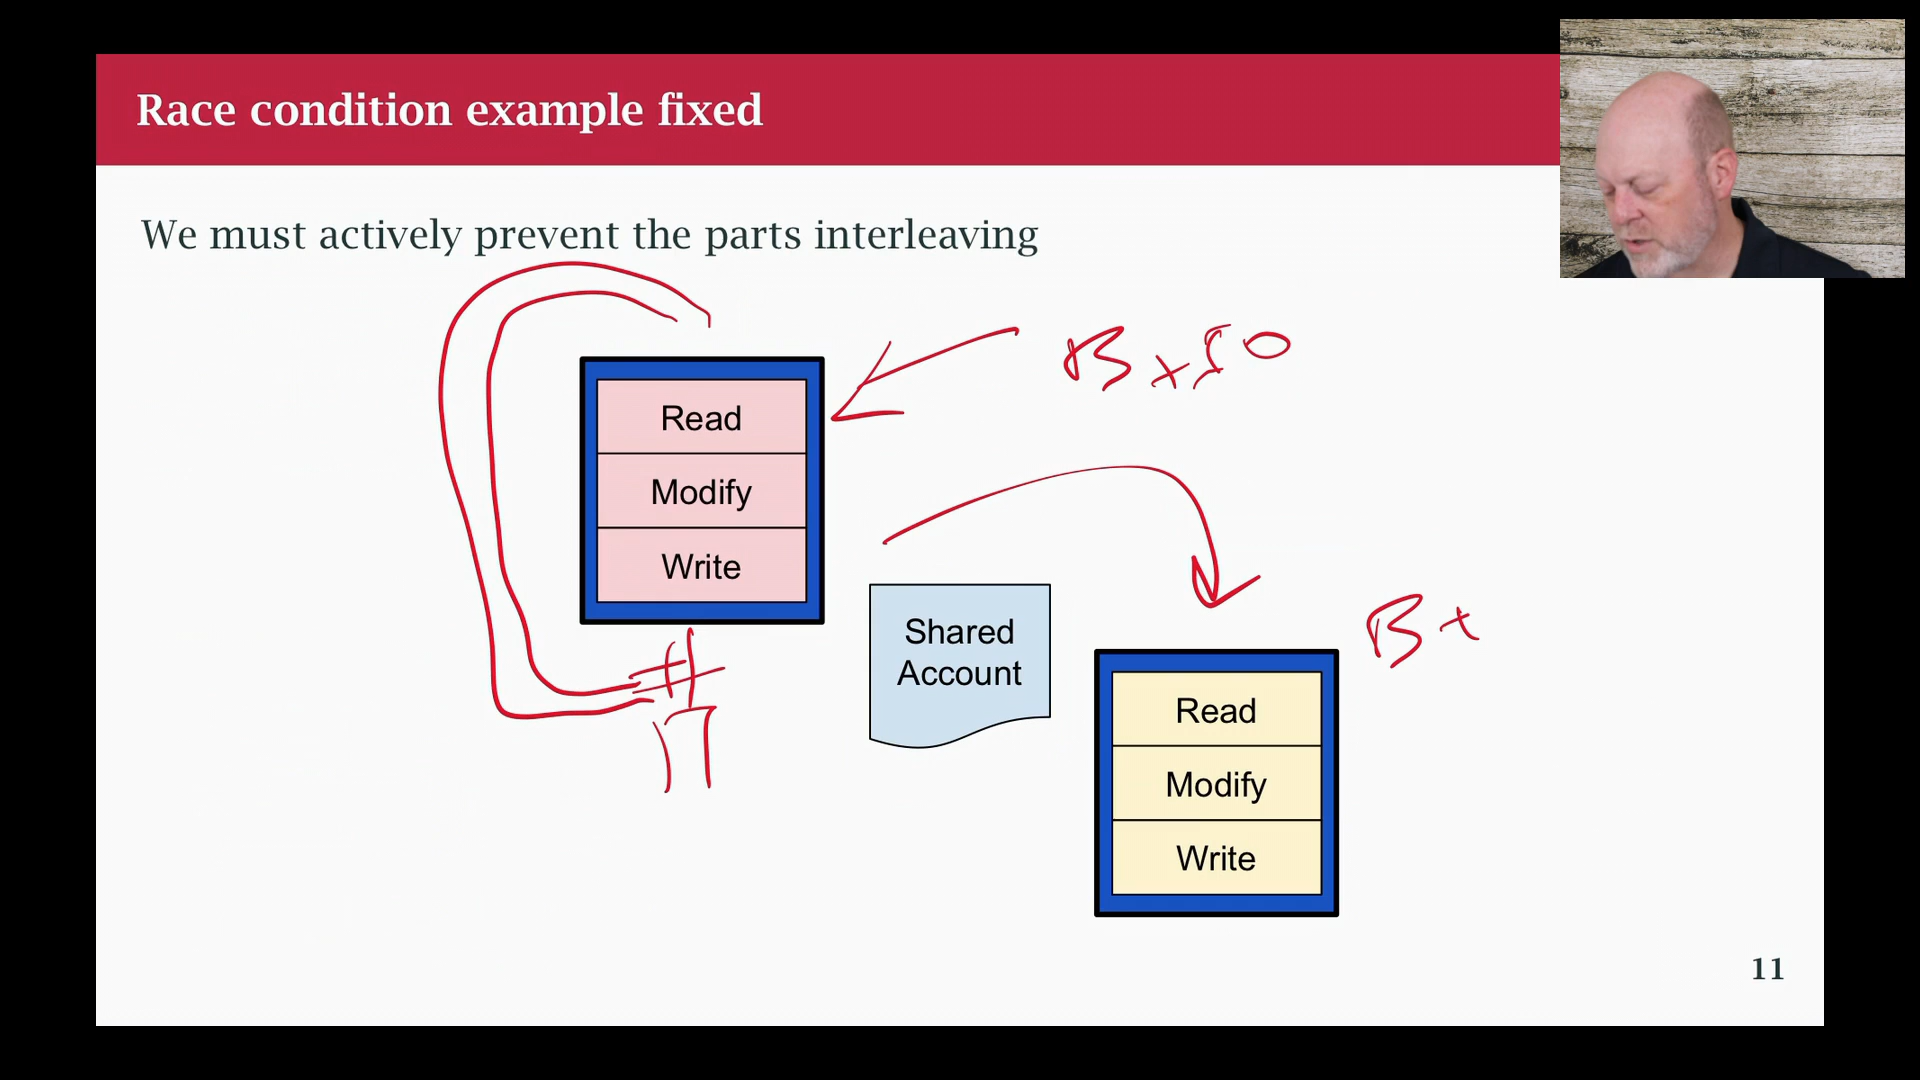 Race condition example fixed
We must actively prevent the parts interleaving
B+50
Read
Modify
Write
Shared
Account
B+
Read
Modify
Write
11